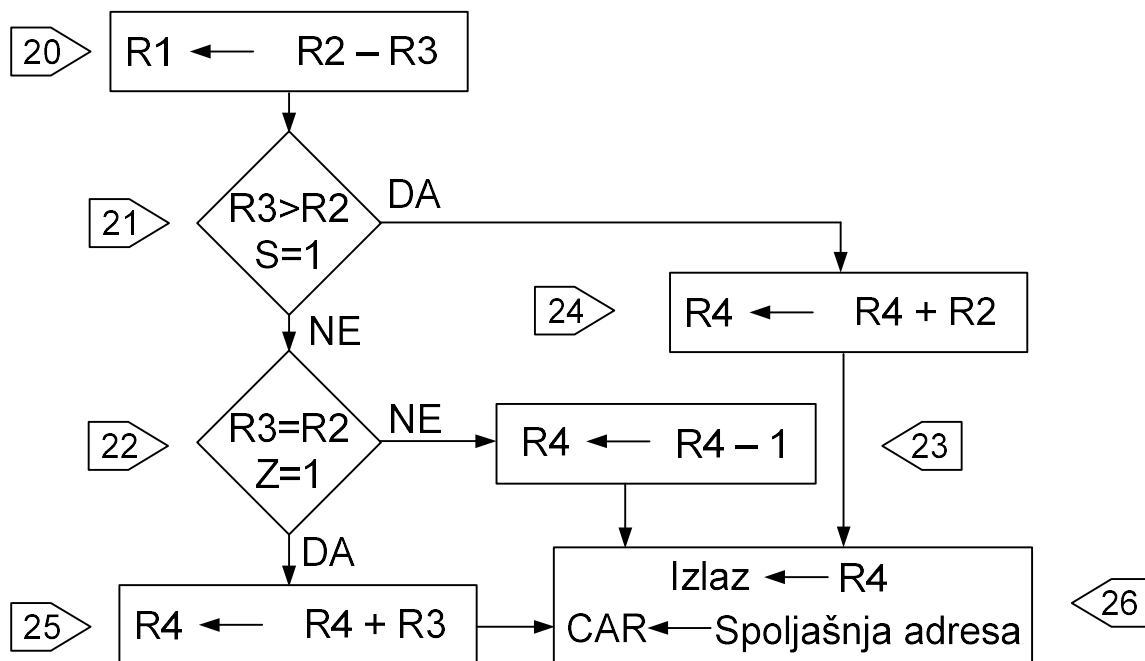 20
R1 ← R2 – R3
21
R3>R2
S=1
DA
NE
24
R4 ← R4 + R2
22
R3=R2
Z=1
NE
R4 ← R4 – 1
23
DA
25
R4 ← R4 + R3
Izlaz ← R4
CAR ← Spoljašnja adresa
26